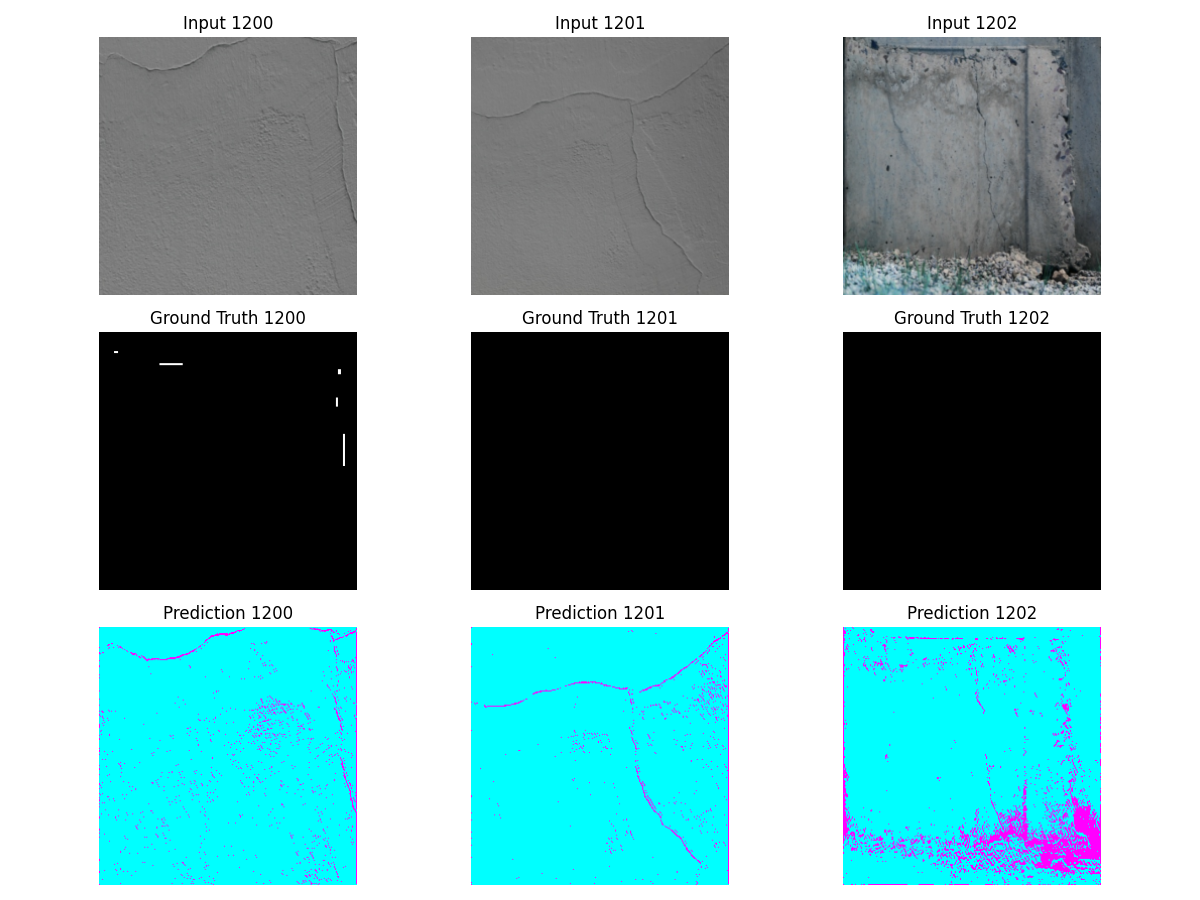 Input 1200
Input 1201
Input 1202
Ground Truth 1200
Ground Truth 1201
Ground Truth 1202
Prediction 1200
Prediction 1201
Prediction 1202